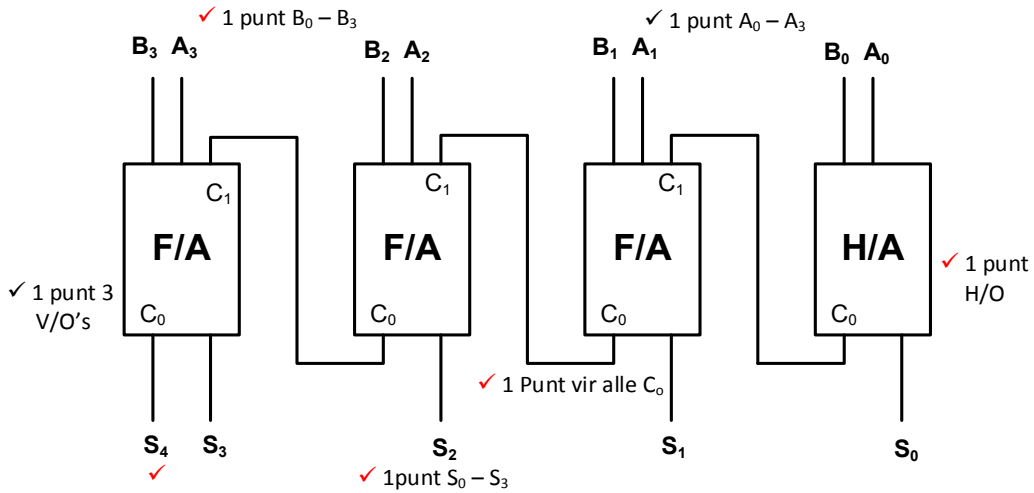 ✓ 1 punt B₀ – B₃
✓ 1 punt A₀ – A₃
B₃ A₃ B₂ A₂ B₁ A₁ B₀ A₀
C₁ C₁ C₁
F/A F/A F/A H/A
✓ 1 punt 3
V/O's
✓ 1 punt
H/O
C₀ C₀ C₀ C₀
✓ 1 Punt vir alle Cₒ
S₄ S₃ S₂ S₁ S₀
✓
✓ 1punt S₀ – S₃